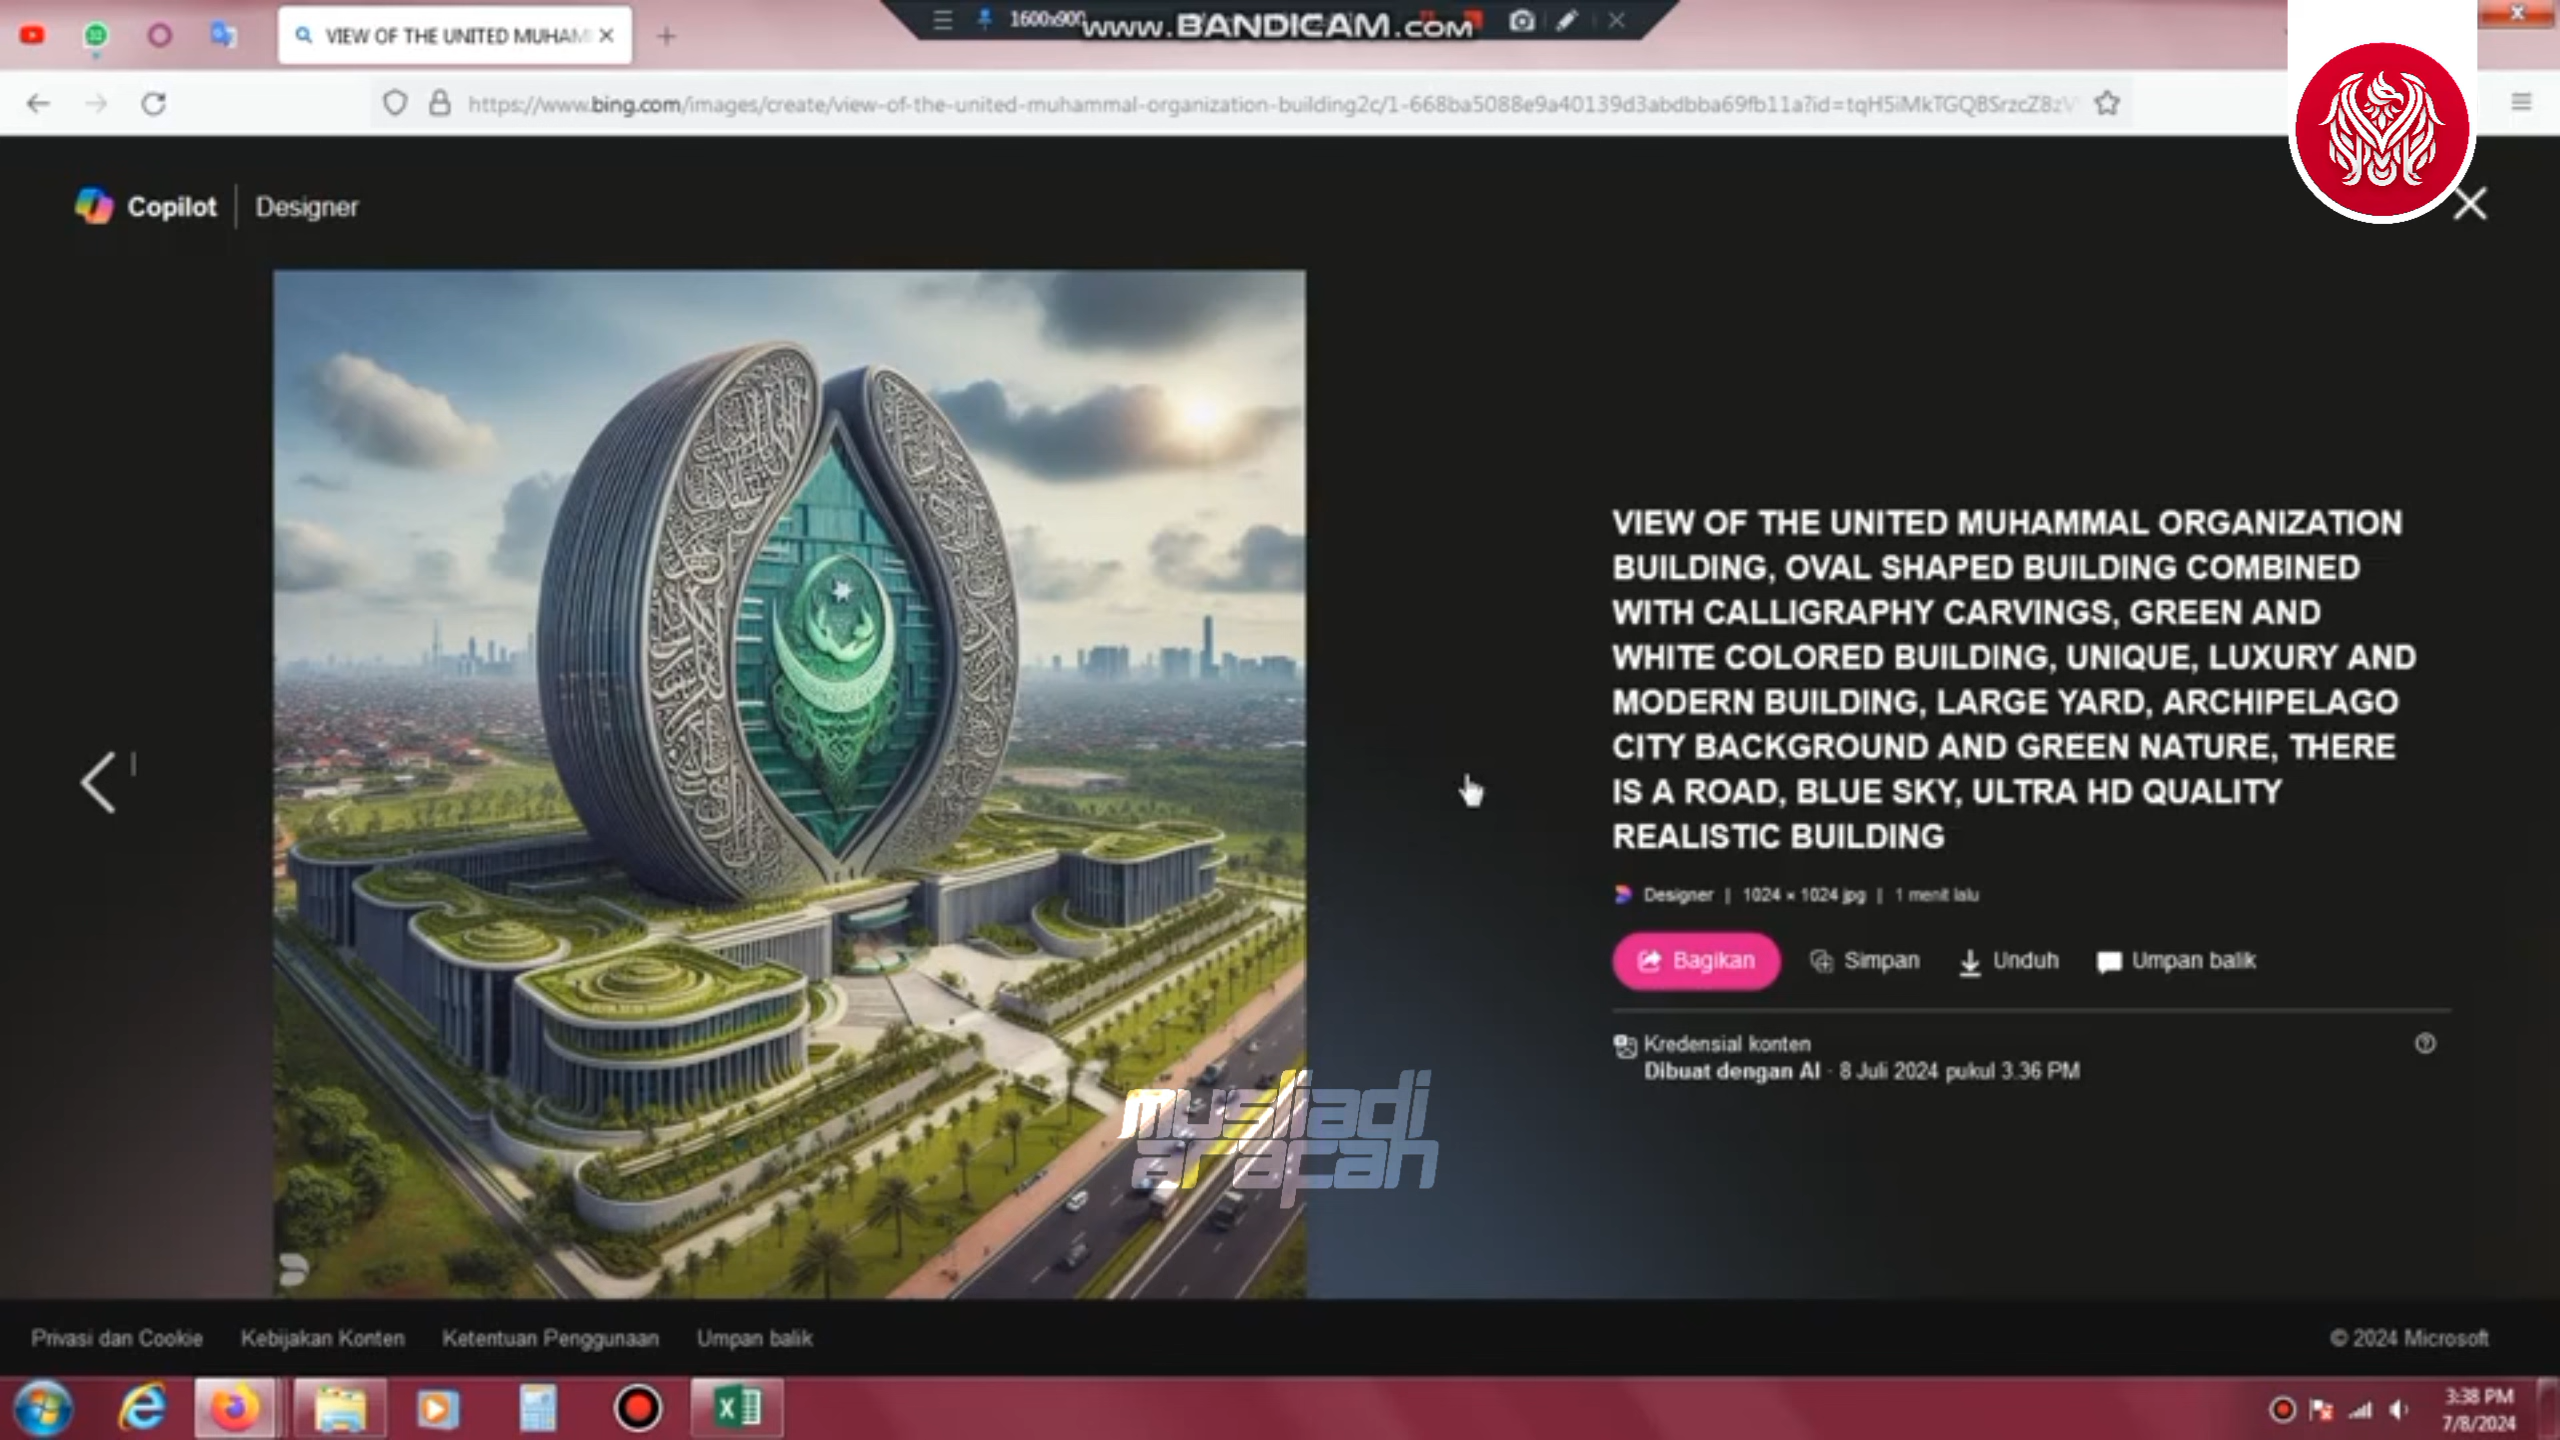 VIEW OF THE UNITED MUHAM
1600x900
www.BANDICAM.com
https://www.bing.com/images/create/view-of-the-united-muhammal-organization-building2c/1-668ba5088e9a40139d3abdbba69fb11a?id=tqH5iMkTGQBSrzcZ8zV
Copilot | Designer
VIEW OF THE UNITED MUHAMMAL ORGANIZATION
BUILDING, OVAL SHAPED BUILDING COMBINED
WITH CALLIGRAPHY CARVINGS, GREEN AND
WHITE COLORED BUILDING, UNIQUE, LUXURY AND
MODERN BUILDING, LARGE YARD, ARCHIPELAGO
CITY BACKGROUND AND GREEN NATURE, THERE
IS A ROAD, BLUE SKY, ULTRA HD QUALITY
REALISTIC BUILDING
Designer | 1024 × 1024 jpg | 1 menit lalu
Bagikan Simpan Unduh Umpan balik
Kredensial konten
Dibuat dengan AI · 8 Juli 2024 pukul 3.36 PM
musliadi
arapah
Privasi dan Cookie Kebijakan Konten Ketentuan Penggunaan Umpan balik © 2024 Microsoft
3:38 PM
7/8/2024